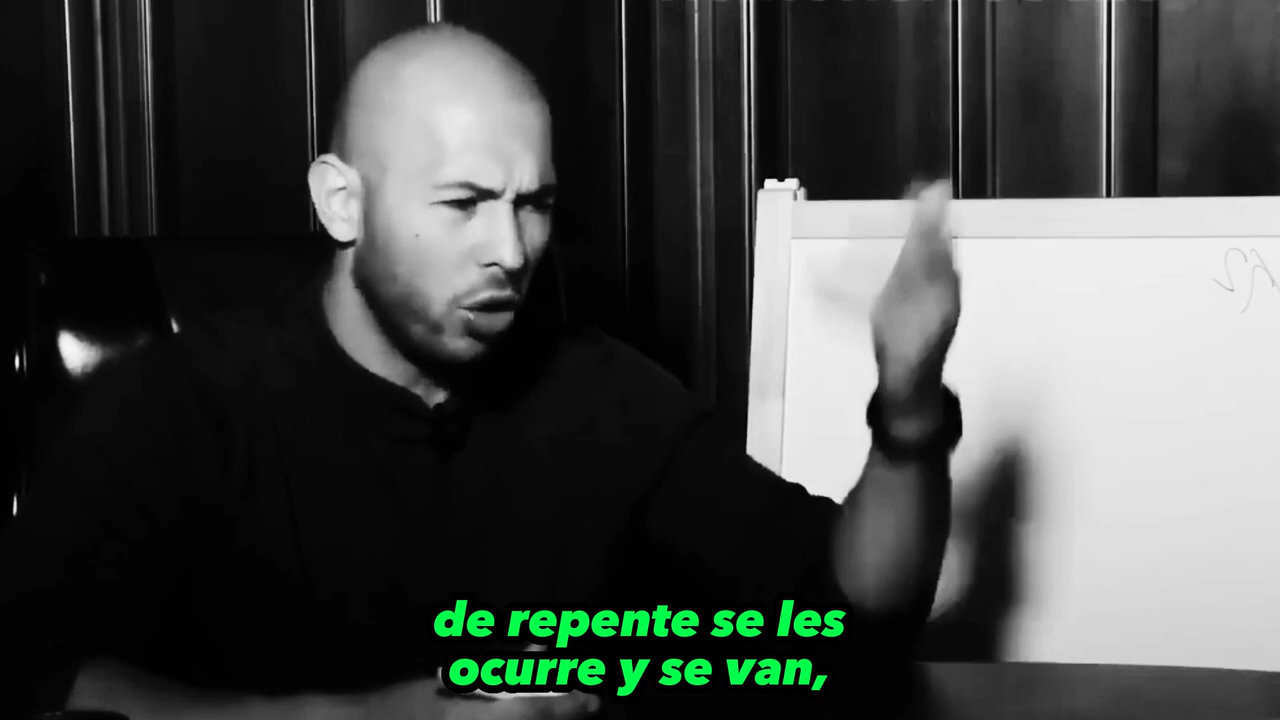 de repente se les
ocurre y se van,